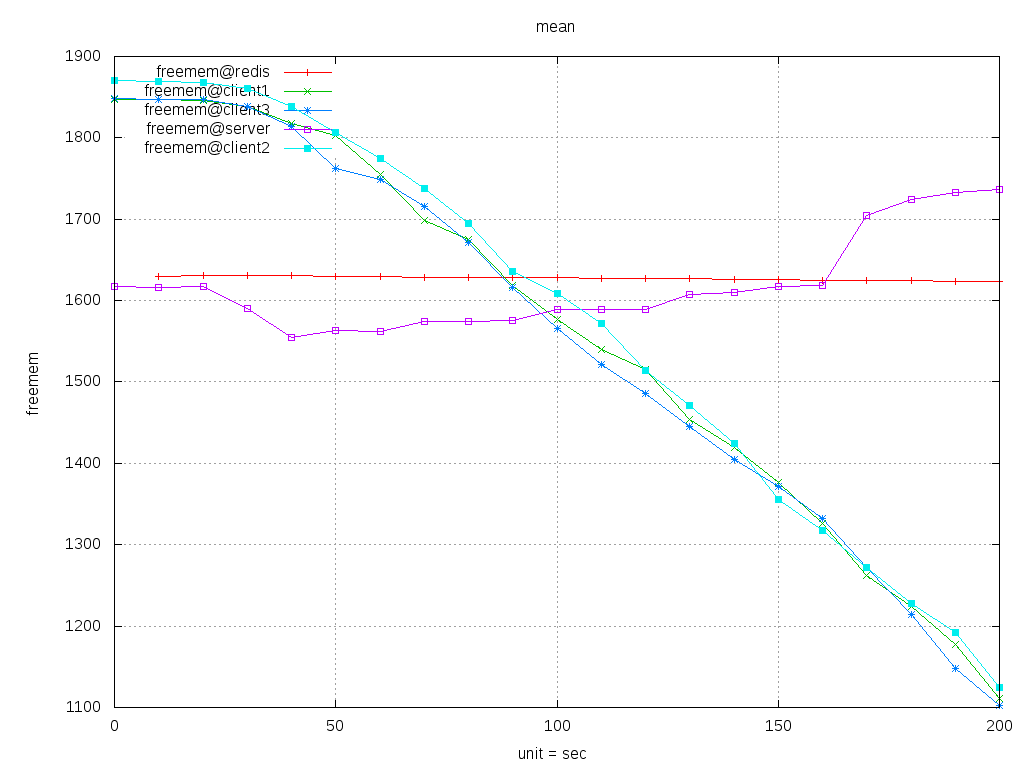 mean
1900
freemem@redis
freemem@client1
freemem@client3
freemem@server
freemem@client2
1800
1700
1600
1500
1400
1300
1200
1100
freemem
0 50 100 150 200
unit = sec